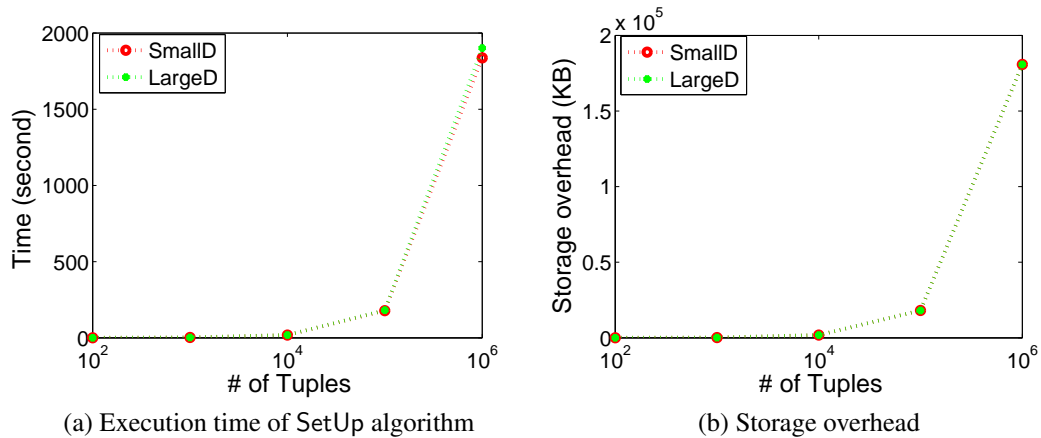 2000
1500
1000
500
0
Time (second)
SmallD
LargeD
10^2
10^4
10^6
# of Tuples
(a) Execution time of SetUp algorithm
x 10^5
2
1.5
1
0.5
0
Storage overhead (KB)
SmallD
LargeD
10^2
10^4
10^6
# of Tuples
(b) Storage overhead